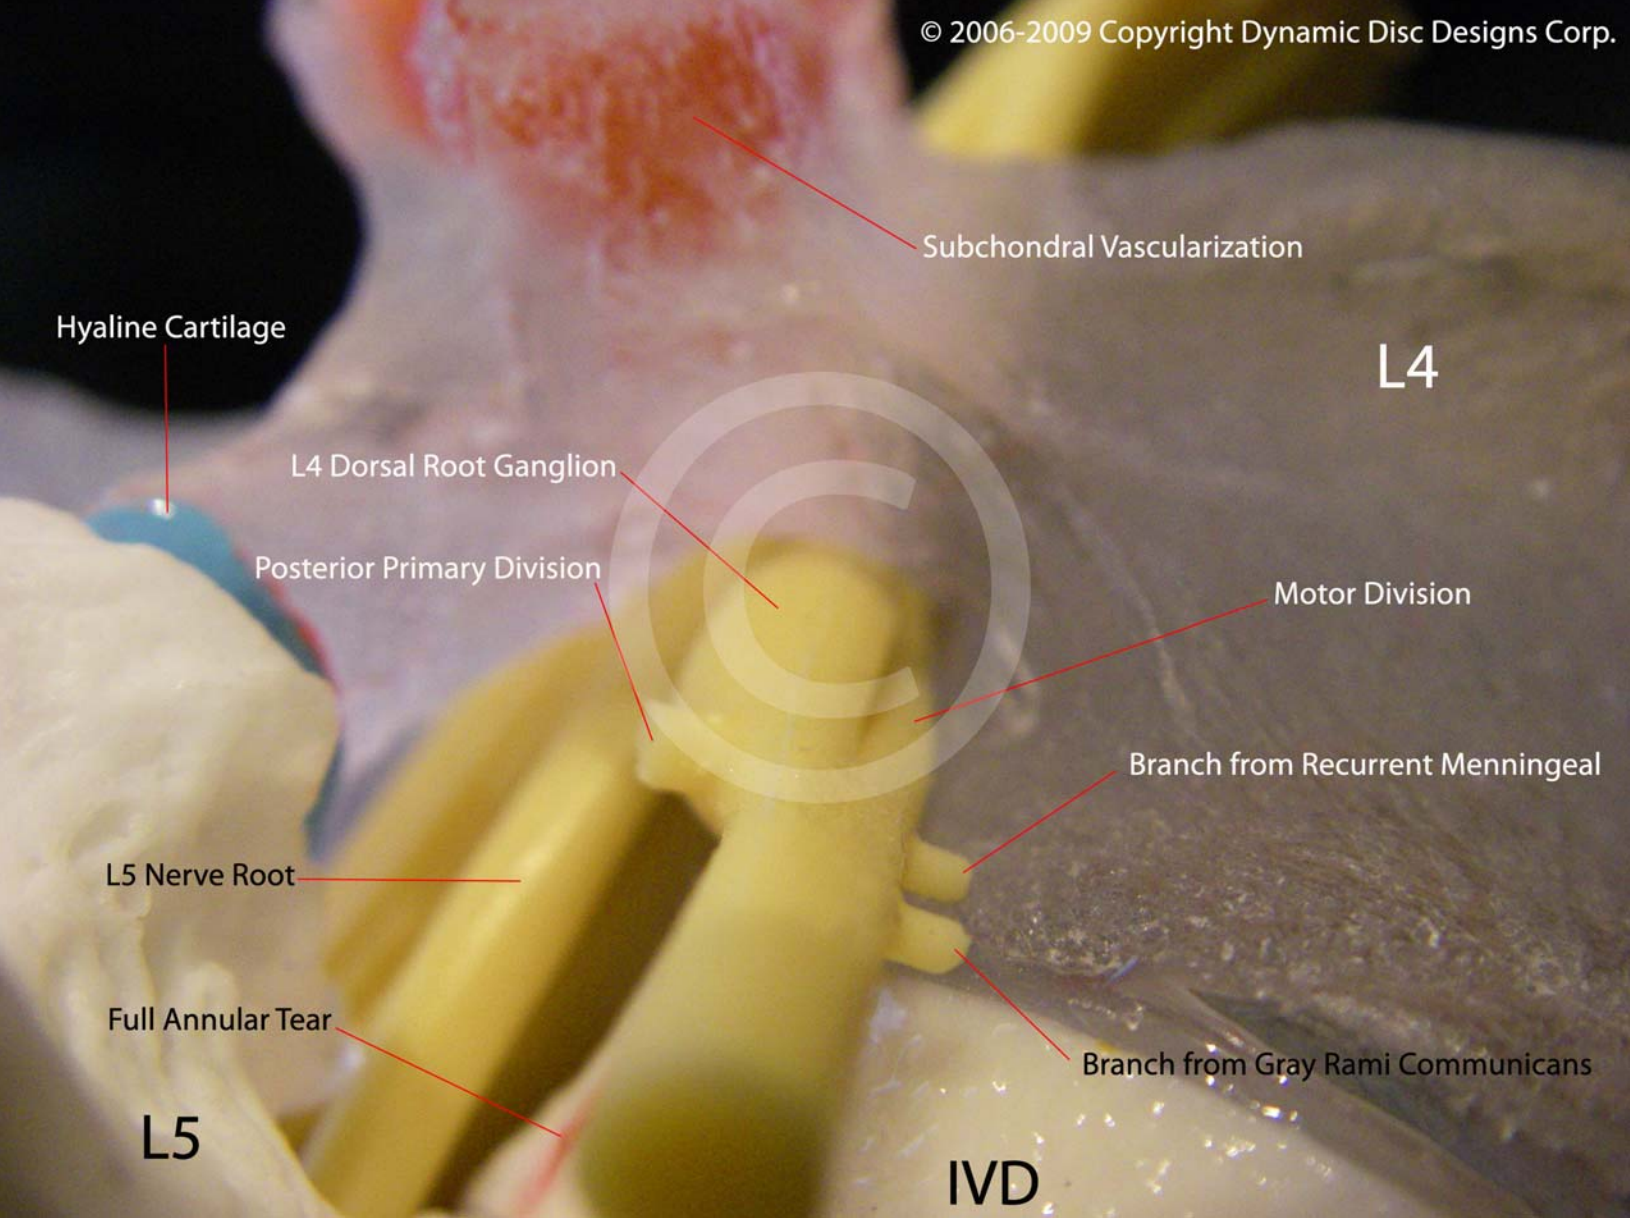 © 2006-2009 Copyright Dynamic Disc Designs Corp.
Subchondral Vascularization
Hyaline Cartilage
L4
L4 Dorsal Root Ganglion
Posterior Primary Division
Motor Division
Branch from Recurrent Menningeal
L5 Nerve Root
Full Annular Tear
Branch from Gray Rami Communicans
L5
IVD
©